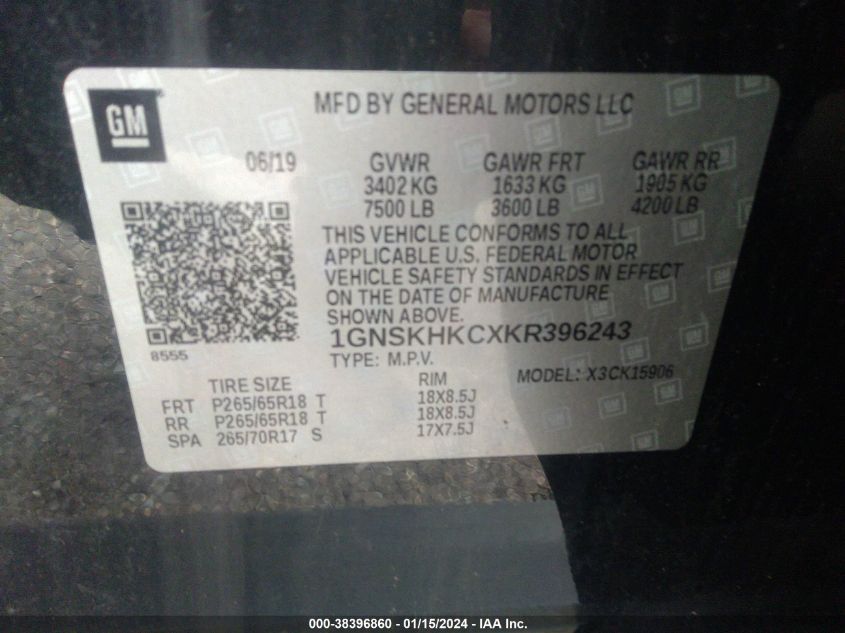 GM
MFD BY GENERAL MOTORS LLC
06/19 GVWR GAWR FRT GAWR RR
3402 KG 1633 KG 1905 KG
7500 LB 3600 LB 4200 LB
THIS VEHICLE CONFORMS TO ALL
APPLICABLE U.S. FEDERAL MOTOR
VEHICLE SAFETY STANDARDS IN EFFECT
ON THE DATE OF MANUFACTURE
SHOWN ABOVE.
1GNSKHKCXKR396243
8555
TYPE: M.P.V. MODEL: X3CK15906
TIRE SIZE RIM
FRT P265/65R18 T 18X8.5J
RR P265/65R18 T 18X8.5J
SPA 265/70R17 S 17X7.5J
000-38396860 - 01/15/2024 - IAA Inc.